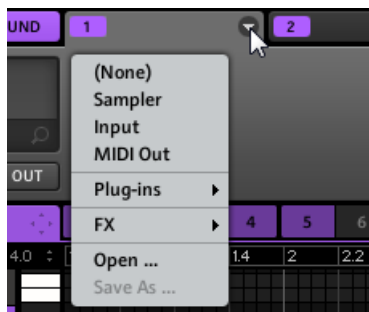 UND 1 2
(None)
Sampler
Input
MIDI Out
OUT
Plug-ins
FX
4 5 6
4.0 1.4 2 2.2
Open ...
Save As ...